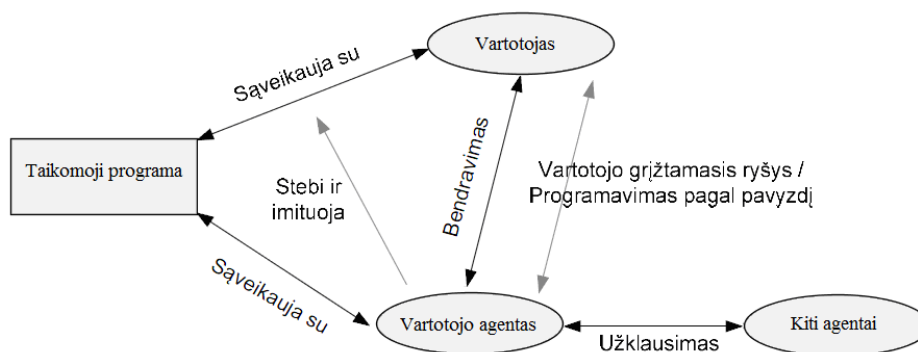 Vartotojas
Sąveikauja su
Taikomoji programa
Stebi ir
imituoja
Bendravimas
Vartotojo grįžtamasis ryšys /
Programavimas pagal pavyzdį
Sąveikauja su
Vartotojo agentas
Užklausimas
Kiti agentai